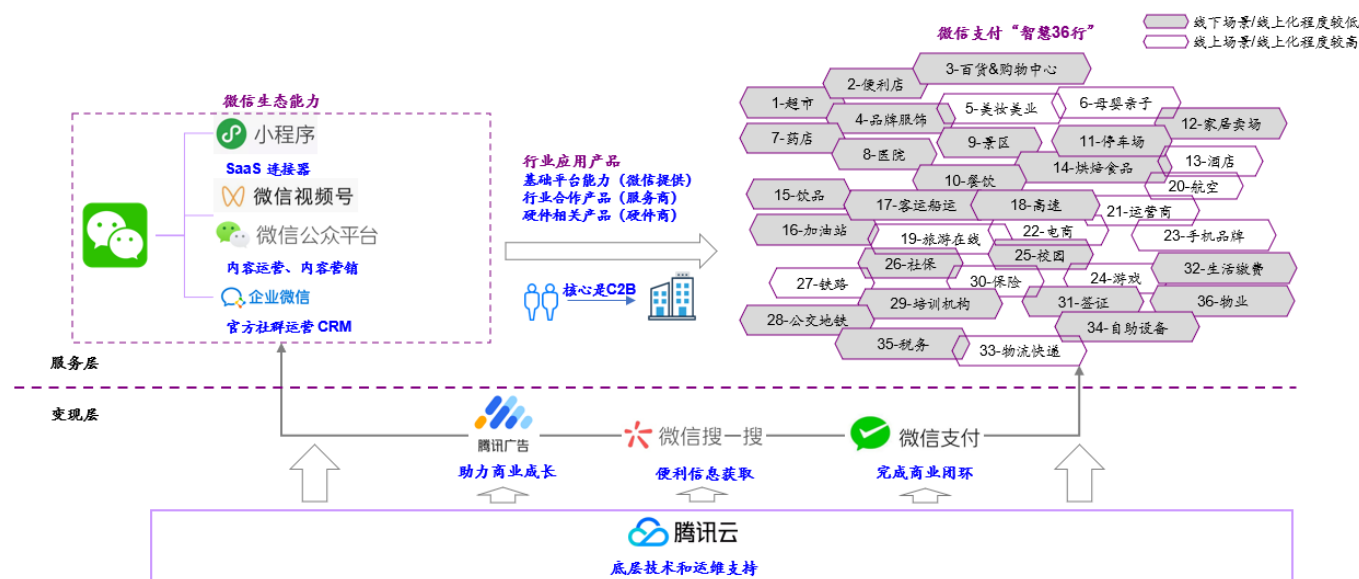 微信支付“智慧36行”
线下场景/线上化程度较低
线上场景/线上化程度较高
微信生态能力
小程序
SaaS 连接器
微信视频号
微信公众平台
内容运营、内容营销
企业微信
官方社群运营 CRM
行业应用产品
基础平台能力（微信提供）
行业合作产品（服务商）
硬件相关产品（硬件商）
核心是C2B
1-超市
2-便利店
3-百货&购物中心
4-品牌服饰
5-美妆美业
6-母婴亲子
7-药店
8-医院
9-景区
10-餐饮
11-停车场
12-家居卖场
13-酒店
14-烘焙食品
15-饮品
16-加油站
17-客运船运
18-高速
19-旅游在线
20-航空
21-运营商
22-电商
23-手机品牌
24-游戏
25-校园
26-社保
27-铁路
28-公交地铁
29-培训机构
30-保险
31-签证
32-生活缴费
33-物流快递
34-自助设备
35-税务
36-物业
服务层
变现层
腾讯广告
助力商业成长
微信搜一搜
便利信息获取
微信支付
完成商业闭环
腾讯云
底层技术和运维支持